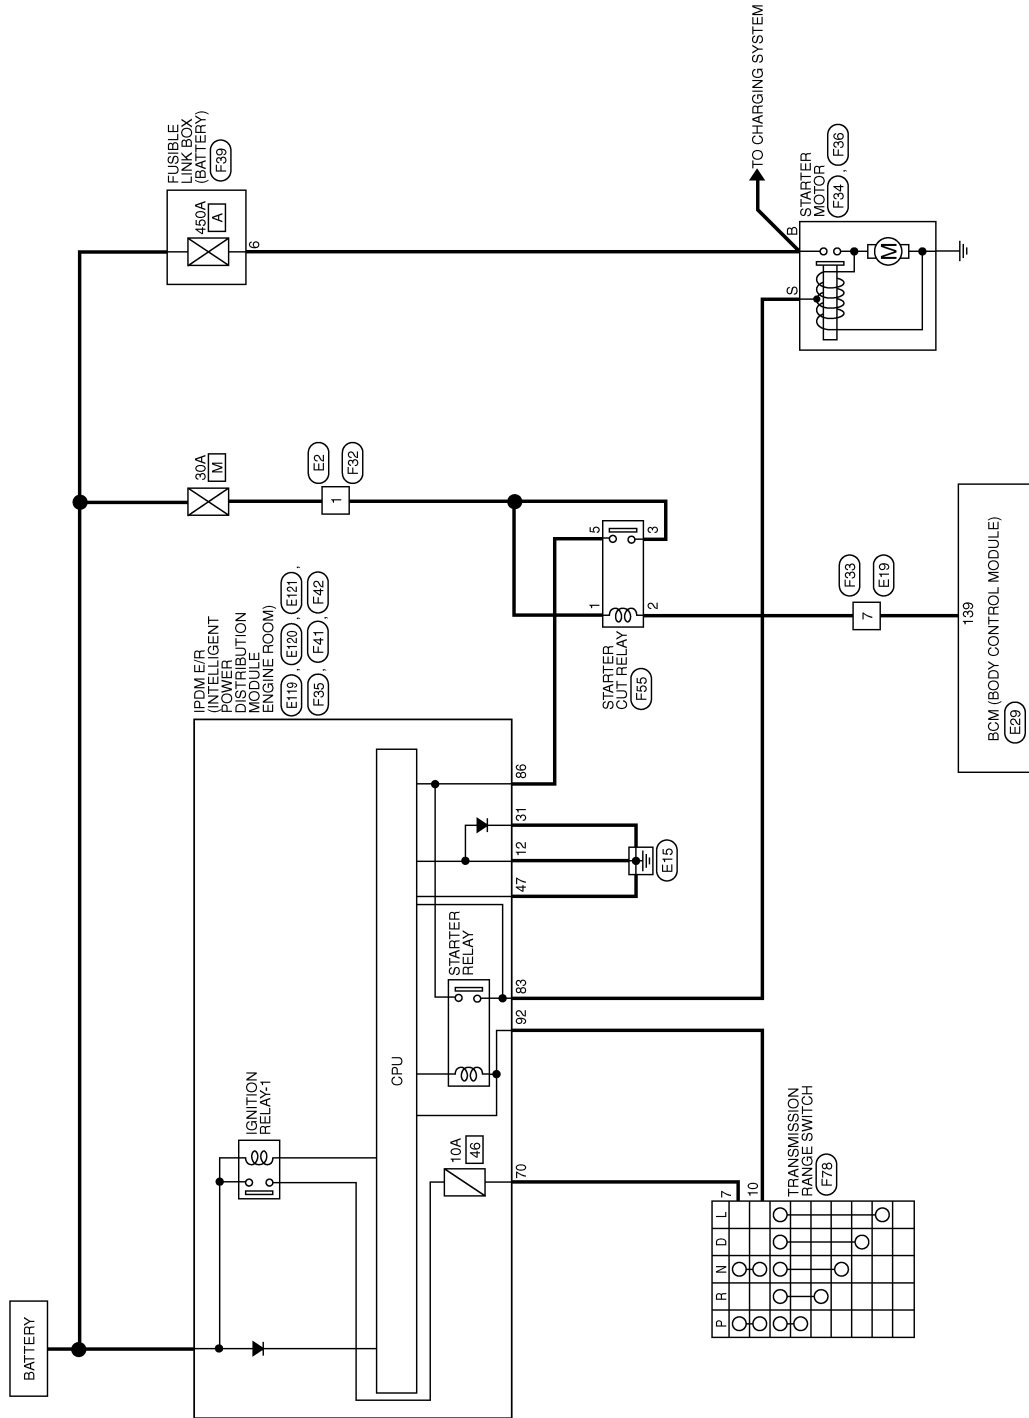 BATTERY
FUSIBLE
LINK BOX
(BATTERY)
F39
450A
A
6
30A
M
E2
1
F32
TO CHARGING SYSTEM
STARTER
MOTOR
F34 , F36
B
S
M
IPDM E/R
(INTELLIGENT
POWER
DISTRIBUTION
MODULE
ENGINE ROOM)
E119 , E120 , E121 ,
F35 , F41 , F42
IGNITION
RELAY-1
CPU
STARTER
RELAY
10A
46
70
92
83
47
12
31
86
E15
5
3
1
2
STARTER
CUT RELAY
F55
F33
7
E19
139
BCM (BODY CONTROL MODULE)
E29
7
10
TRANSMISSION
RANGE SWITCH
F78
P R N D L